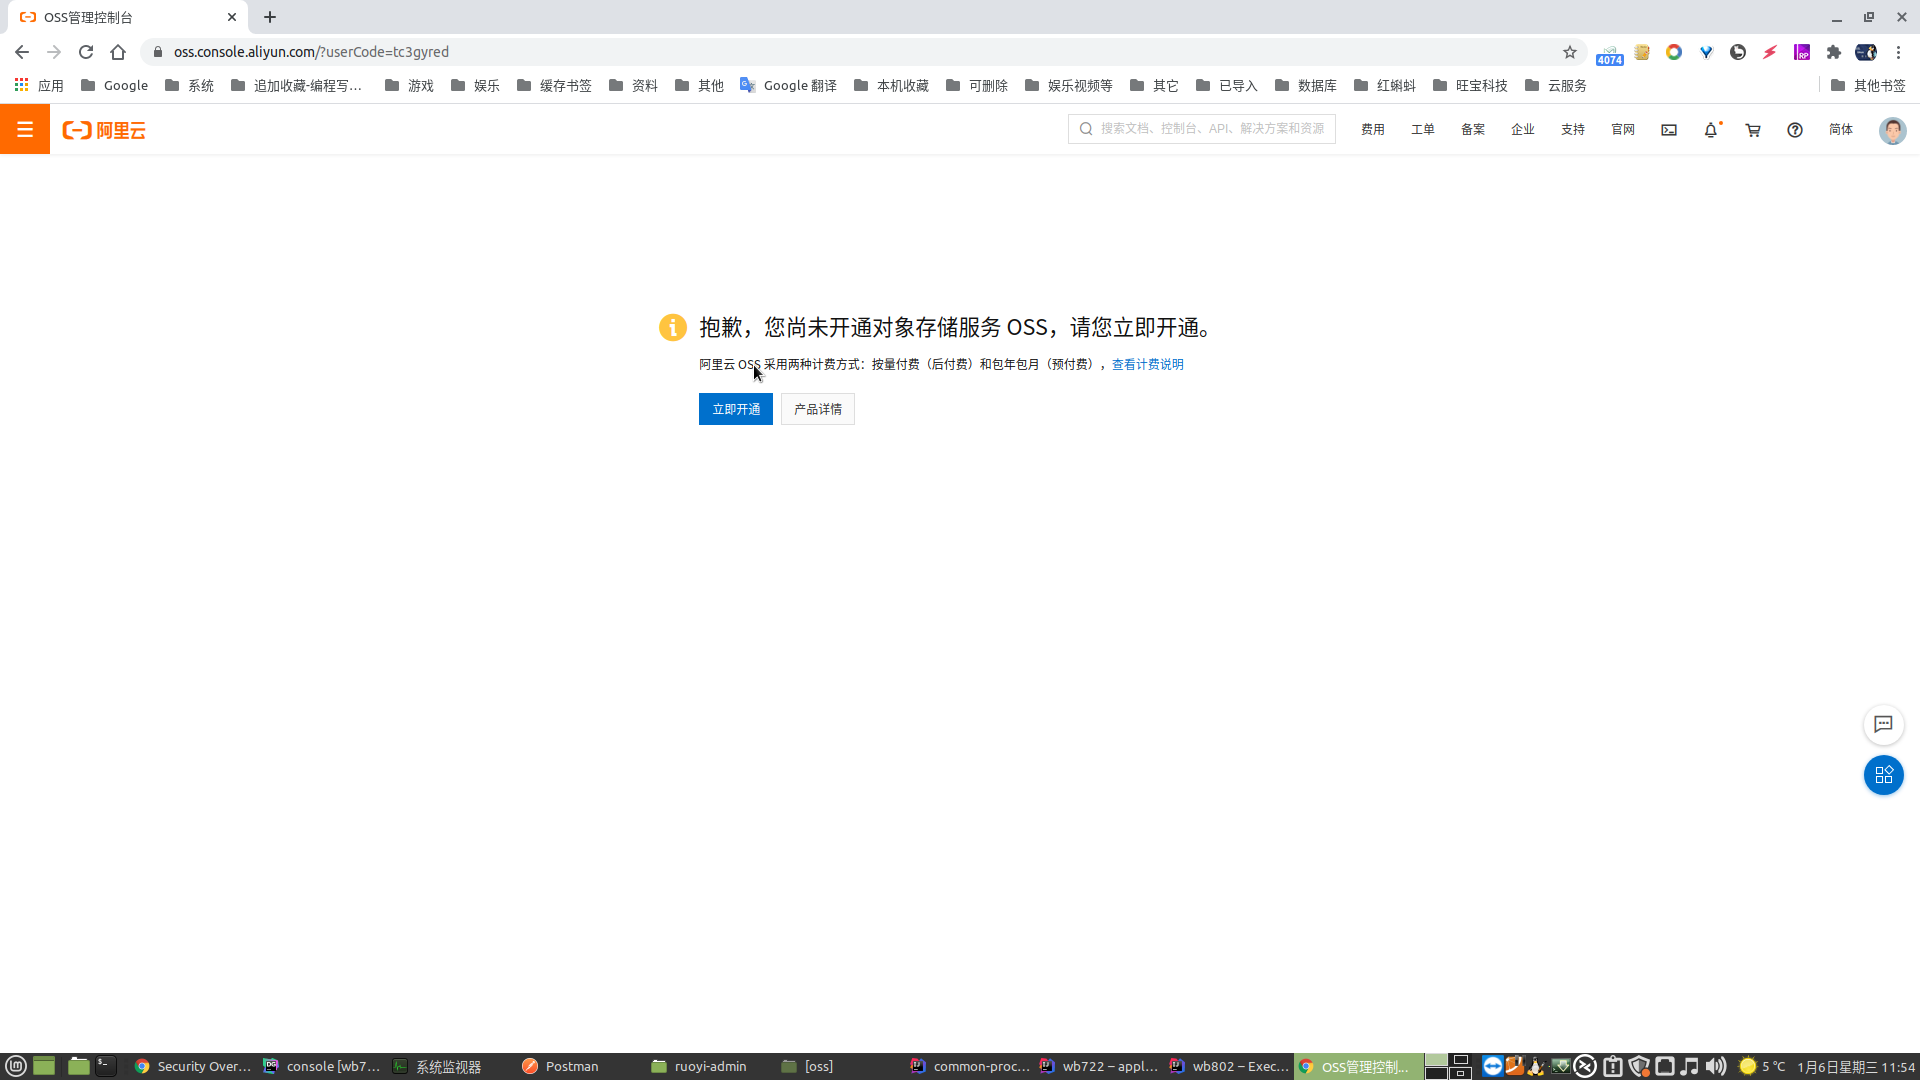 OSS管理控制台
oss.console.aliyun.com/?userCode=tc3gyred
4074
应用 Google 系统 追加收藏-编程写... 游戏 娱乐 缓存书签 资料 其他 Google 翻译 本机收藏 可删除 娱乐视频等 其它 已导入 数据库 红蝌蚪 旺宝科技 云服务 其他书签
阿里云 搜索文档、控制台、API、解决方案和资源 费用 工单 备案 企业 支持 官网 简体
抱歉，您尚未开通对象存储服务 OSS，请您立即开通。
阿里云 OSS 采用两种计费方式：按量付费（后付费）和包年包月（预付费），查看计费说明
立即开通 产品详情
Security Over... console [wb7... 系统监视器 Postman ruoyi-admin [oss] common-proc... wb722 – appl... wb802 – Exec... OSS管理控制... 5 ℃ 1月6日星期三 11:54